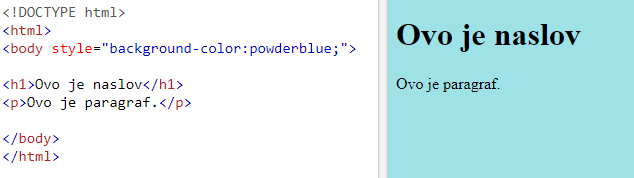 <!DOCTYPE html>
<html>
<body style="background-color:powderblue;">
<h1>Ovo je naslov</h1>
<p>Ovo je paragraf.</p>
</body>
</html>
Ovo je naslov
Ovo je paragraf.